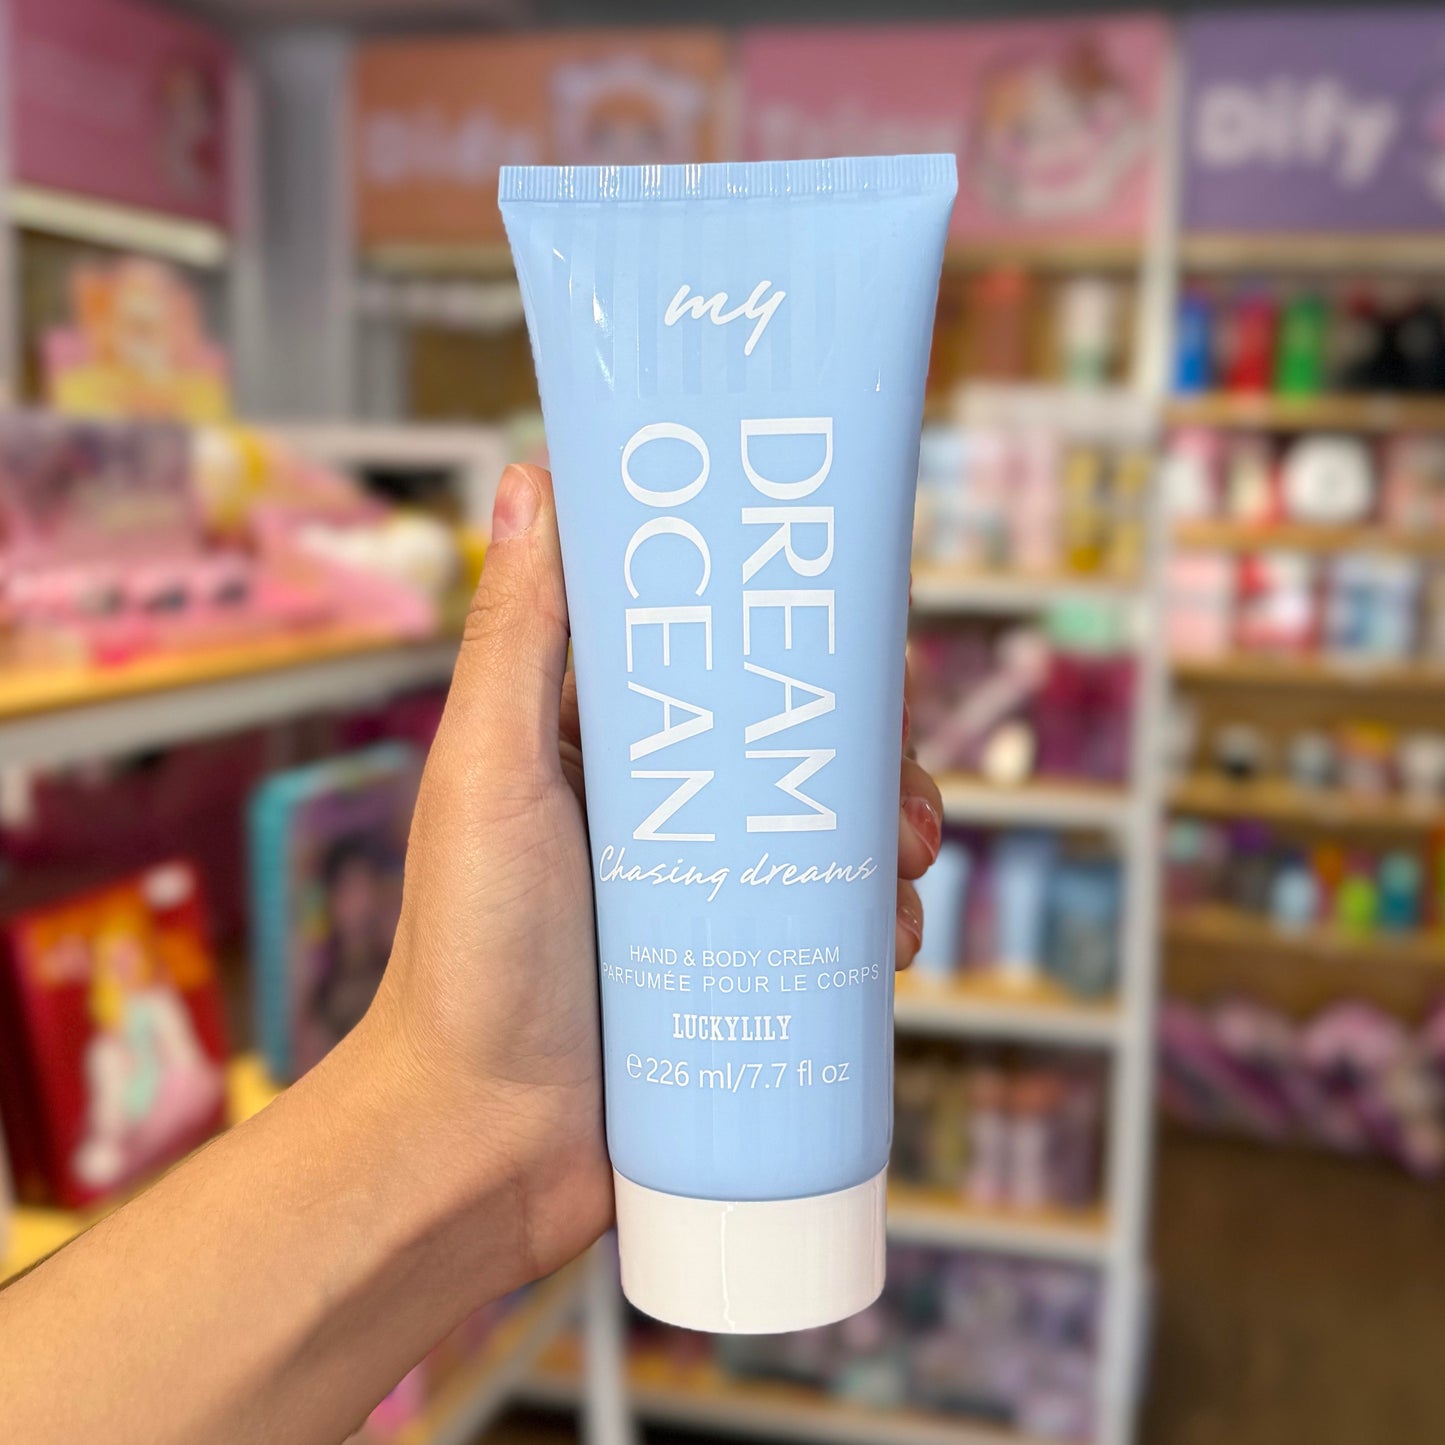 my
DREAM
OCEAN
Chasing dreams
HAND & BODY CREAM
PARFUMÉE POUR LE CORPS
LUCKYLILY
℮ 226 ml/7.7 fl oz
Dify